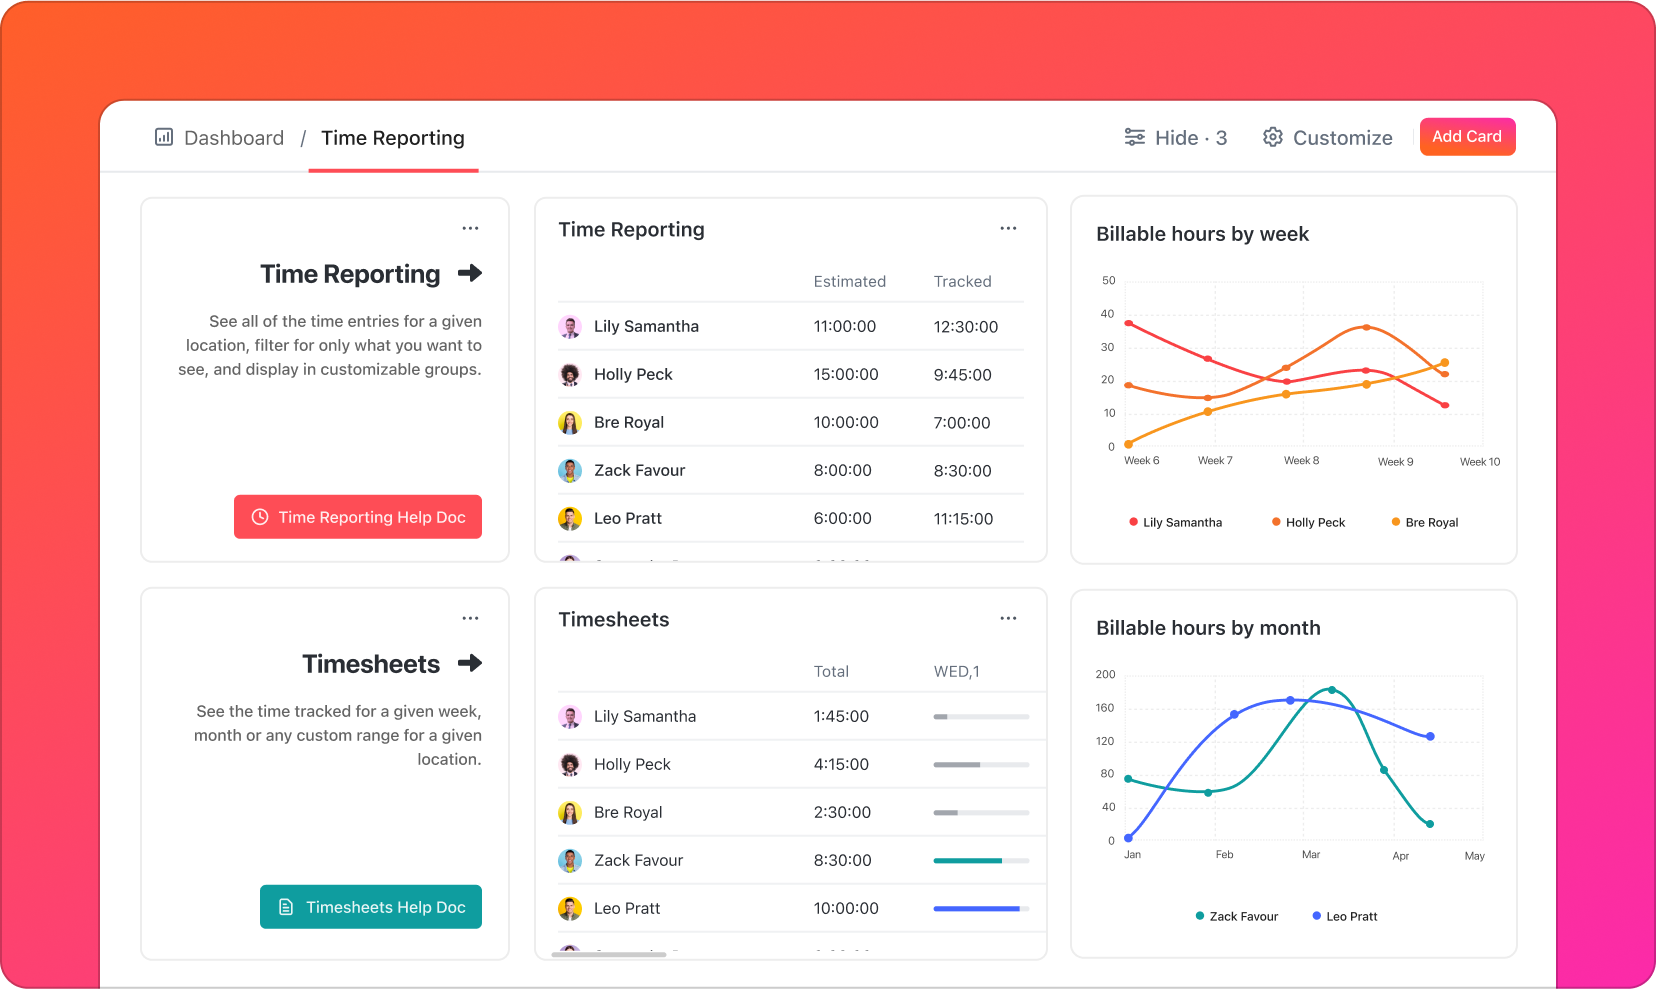 Dashboard / Time Reporting
Hide · 3
Customize
Add Card
Time Reporting
See all of the time entries for a given
location, filter for only what you want to
see, and display in customizable groups.
Time Reporting Help Doc
Time Reporting
Estimated Tracked
Lily Samantha 11:00:00 12:30:00
Holly Peck 15:00:00 9:45:00
Bre Royal 10:00:00 7:00:00
Zack Favour 8:00:00 8:30:00
Leo Pratt 6:00:00 11:15:00
Billable hours by week
50
40
30
20
10
0
Week 6 Week 7 Week 8 Week 9 Week 10
Lily Samantha Holly Peck Bre Royal
Timesheets
See the time tracked for a given week,
month or any custom range for a given
location.
Timesheets Help Doc
Timesheets
Total WED,1
Lily Samantha 1:45:00
Holly Peck 4:15:00
Bre Royal 2:30:00
Zack Favour 8:30:00
Leo Pratt 10:00:00
Billable hours by month
200
160
120
80
40
0
Jan Feb Mar Apr May
Zack Favour Leo Pratt